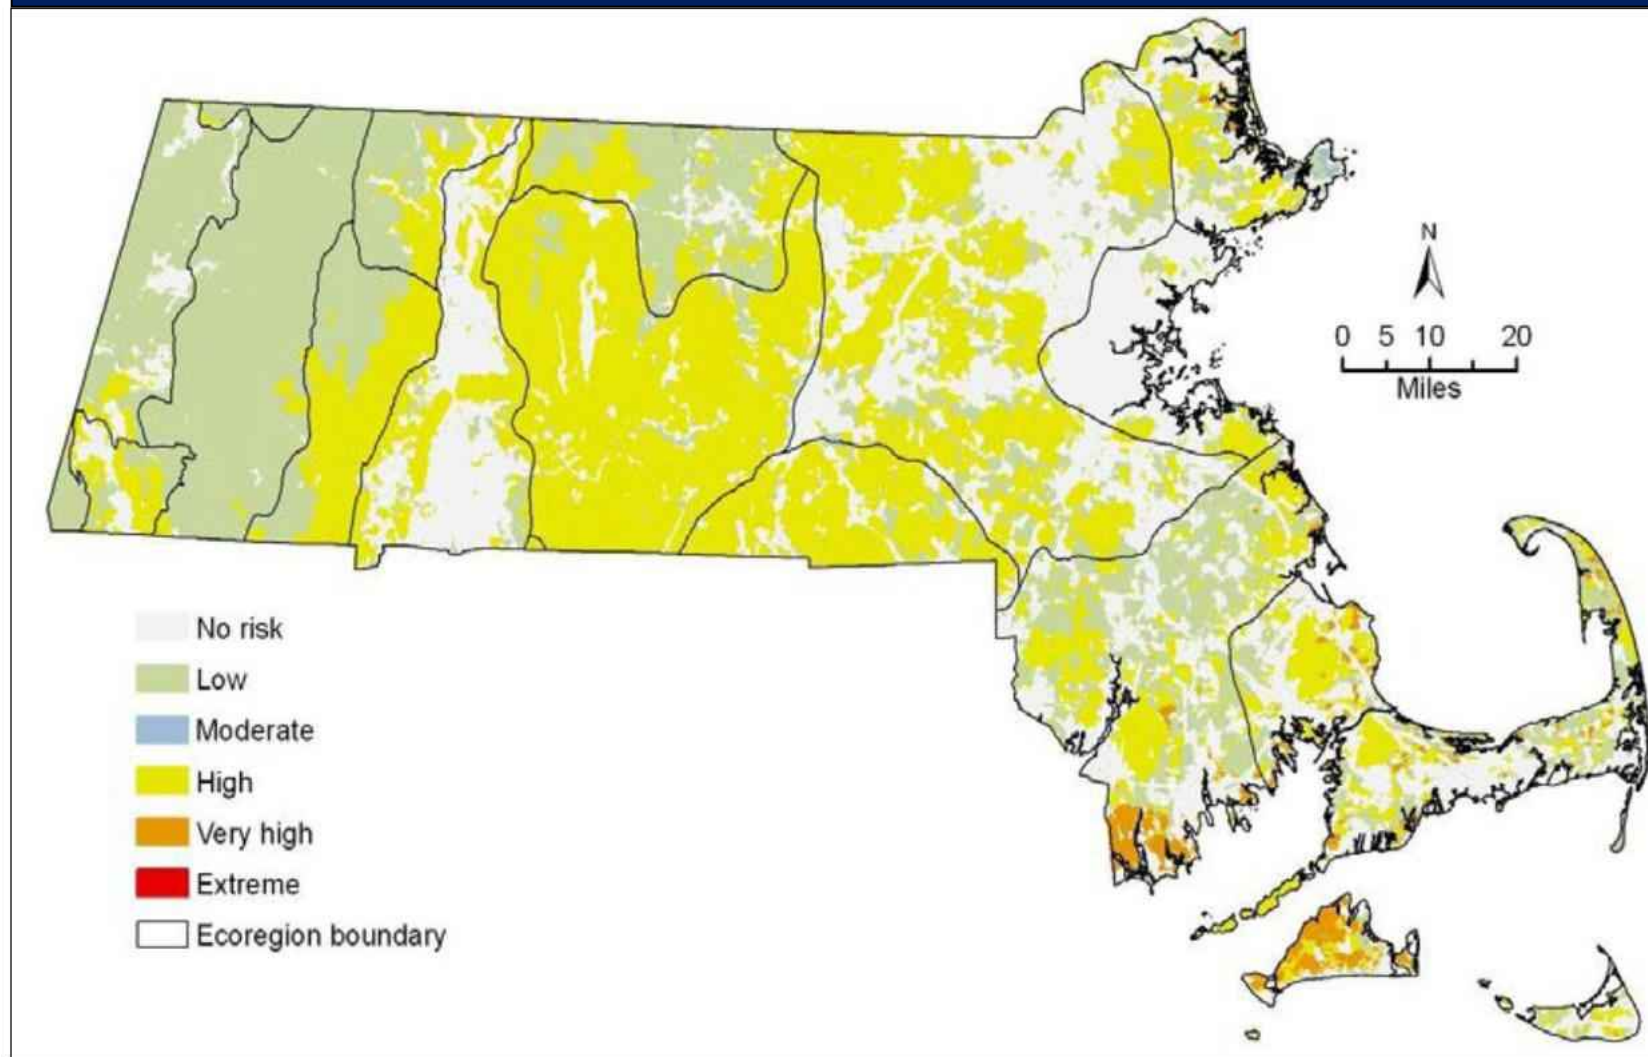 N
0 5 10 20
Miles
No risk
Low
Moderate
High
Very high
Extreme
Ecoregion boundary